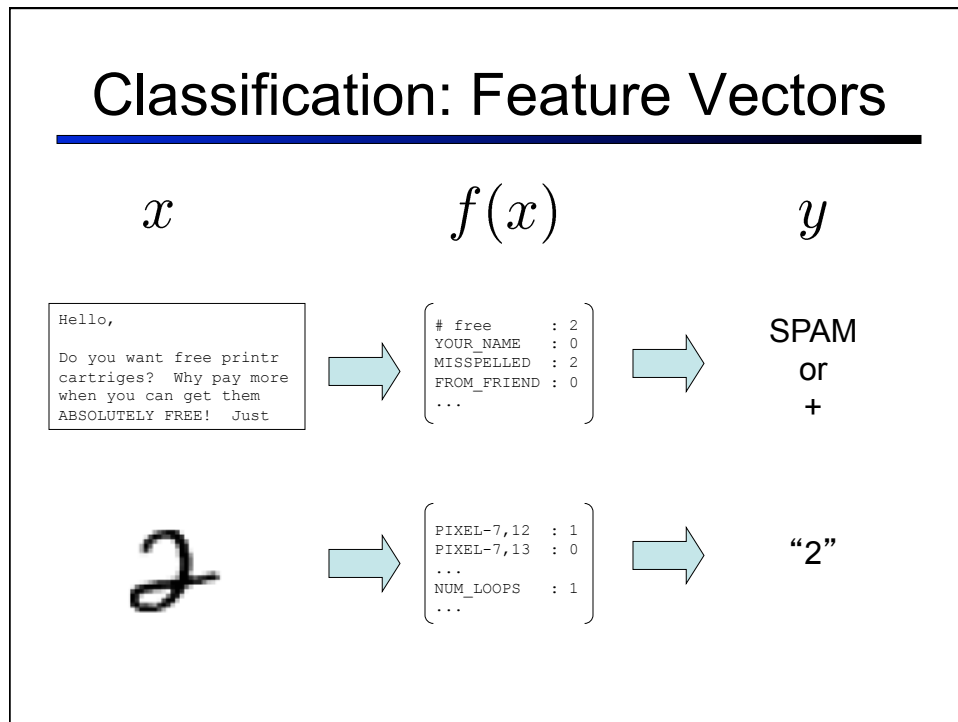 Classification: Feature Vectors
x
f(x)
y
Hello,
Do you want free printr
cartriges?  Why pay more
when you can get them
ABSOLUTELY FREE!  Just
# free : 2
YOUR_NAME : 0
MISSPELLED : 2
FROM_FRIEND : 0
...
SPAM
or
+
2
PIXEL-7,12 : 1
PIXEL-7,13 : 0
...
NUM_LOOPS : 1
...
“2”